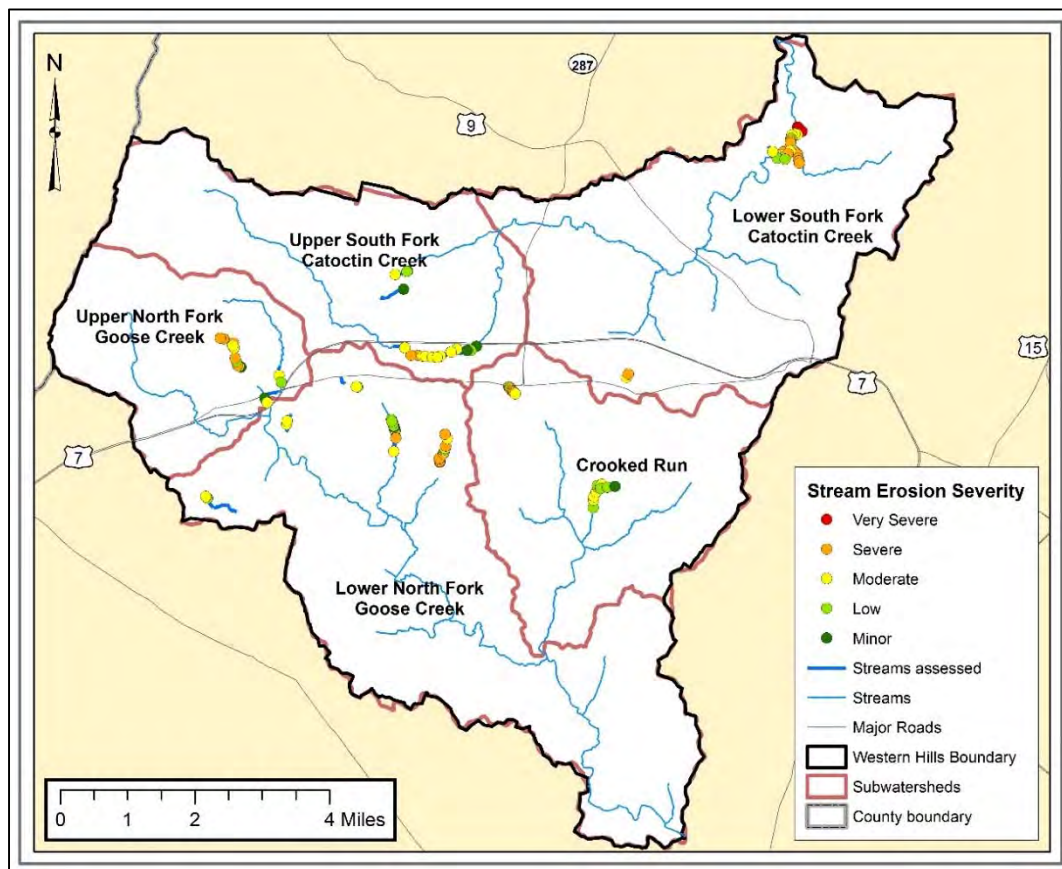 N
287
9
Lower South Fork
Catoctin Creek
Upper South Fork
Catoctin Creek
Upper North Fork
Goose Creek
15
7
7
Crooked Run
Lower North Fork
Goose Creek
Stream Erosion Severity
Very Severe
Severe
Moderate
Low
Minor
Streams assessed
Streams
Major Roads
Western Hills Boundary
Subwatersheds
County boundary
0 1 2 4 Miles